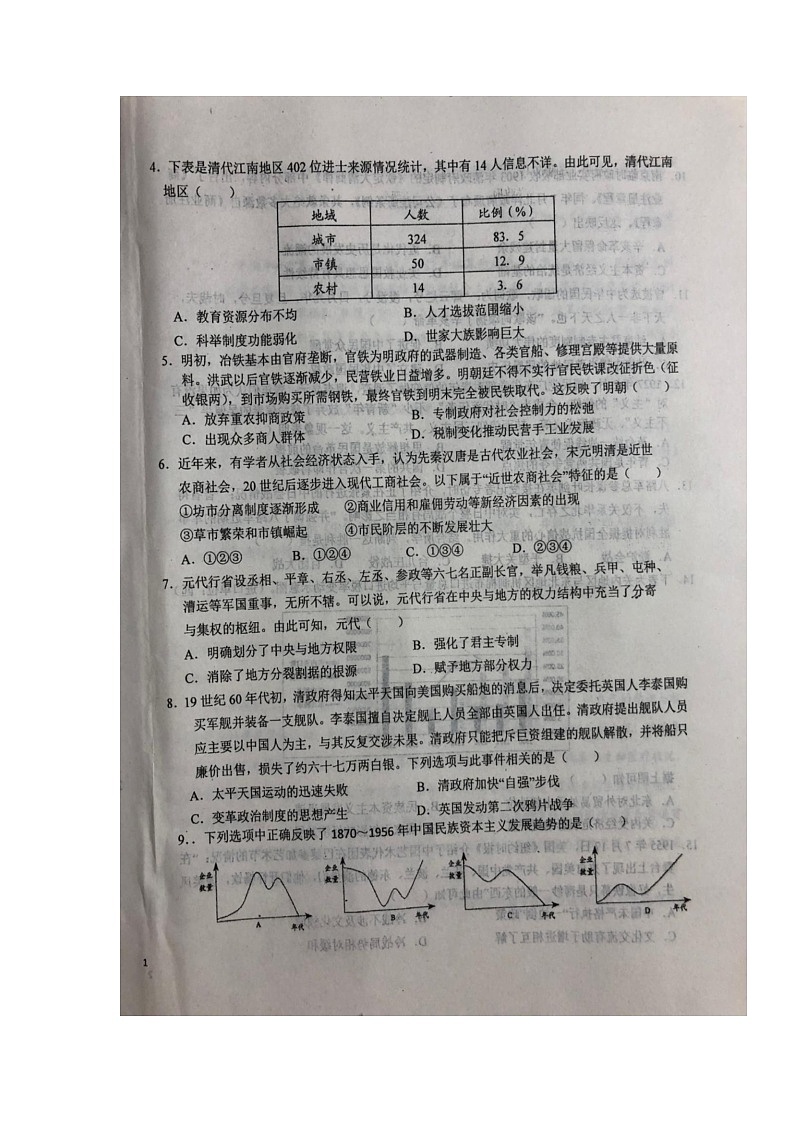 4．下表是清代江南地区 402 位进士来源情况统计，其中有 14 人信息不详。由此可见，清代江南
地区（　　）
地域　人数　比例（%）
城市　324　83．5
市镇　50　12．9
农村　14　3．6
A．教育资源分布不均　B．人才选拔范围缩小
C．科举制度功能弱化　D．世家大族影响巨大
5．明初，冶铁基本由官府垄断，官铁为明政府的武器制造、各类官船、修理宫殿等提供大量原
料。洪武以后官铁逐渐减少，民营铁业日益增多。明朝廷不得不实行官民铁课改征折色（征
收银两），到市场购买所需钢铁，最终官铁到明末完全被民铁取代。这反映了明朝（　　）
A．放弃重农抑商政策　B．专制政府对社会控制力的松弛
C．出现众多商人群体　D．税制变化推动民营手工业发展
6．近年来，有学者从社会经济状态入手，认为先秦汉唐是古代农业社会，宋元明清是近世
农商社会，20 世纪后逐步进入现代工商社会。以下属于“近世农商社会”特征的是（　　）
①坊市分离制度逐渐形成　②商业信用和雇佣劳动等新经济因素的出现
③草市繁荣和市镇崛起　④市民阶层的不断发展壮大
A．①②③　B．①②④　C．①③④　D．②③④
7．元代行省设丞相、平章、右丞、左丞、参政等六七名正副长官，举凡钱粮、兵甲、屯种、
漕运等军国重事，无所不辖。可以说，元代行省在中央与地方的权力结构中充当了分寄
与集权的枢纽。由此可知，元代（　　）
A．明确划分了中央与地方权限　B．强化了君主专制
C．消除了地方分裂割据的根源　D．赋予地方部分权力
8．19 世纪 60 年代初，清政府得知太平天国向美国购买船炮的消息后，决定委托英国人李泰国购
买军舰并装备一支舰队。李泰国擅自决定舰上人员全部由英国人出任。清政府提出舰队人员
应主要以中国人为主，与其反复交涉未果。清政府只能把斥巨资组建的舰队解散，并将船只
廉价出售，损失了约六十七万两白银。下列选项与此事件相关的是（　　）
A．太平天国运动的迅速失败　B．清政府加快“自强”步伐
C．变革政治制度的思想产生　D．英国发动第二次鸦片战争
9．．下列选项中正确反映了 1870～1956 年中国民族资本主义发展趋势的是（　　）
企业数量　年代　A
企业数量　年代　B
企业数量　年代　C
企业数量　年代　D
1